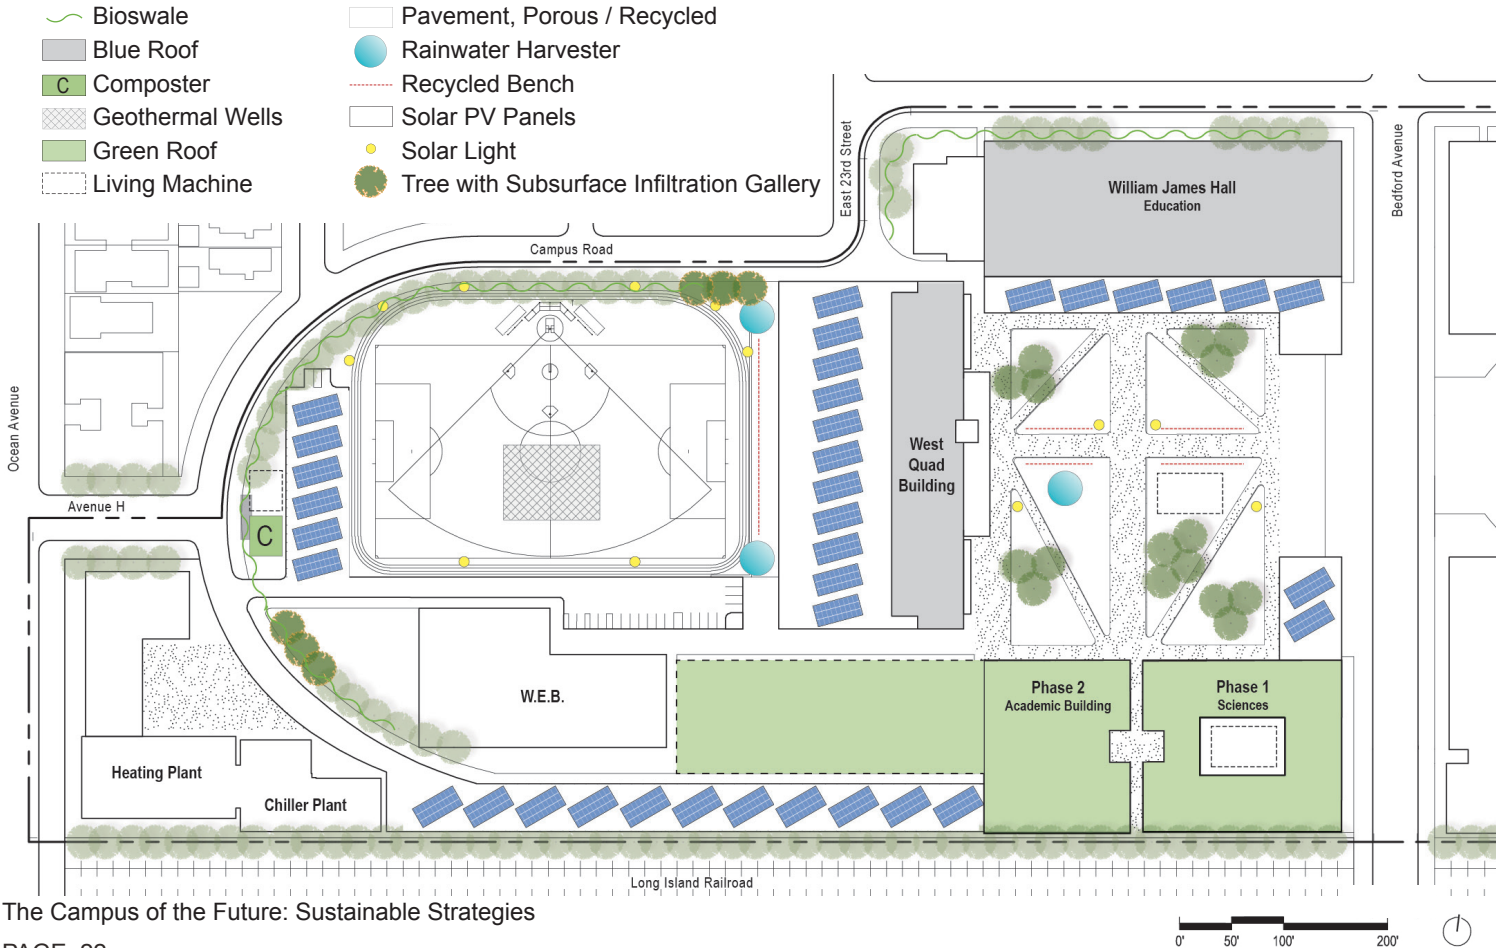 Bioswale
Blue Roof
C Composter
Geothermal Wells
Green Roof
Living Machine
Pavement, Porous / Recycled
Rainwater Harvester
Recycled Bench
Solar PV Panels
Solar Light
Tree with Subsurface Infiltration Gallery
East 23rd Street
Bedford Avenue
William James Hall
Education
Campus Road
Ocean Avenue
West
Quad
Building
Avenue H
C
W.E.B.
Phase 2
Academic Building
Phase 1
Sciences
Heating Plant
Chiller Plant
Long Island Railroad
The Campus of the Future: Sustainable Strategies
0' 50' 100' 200'